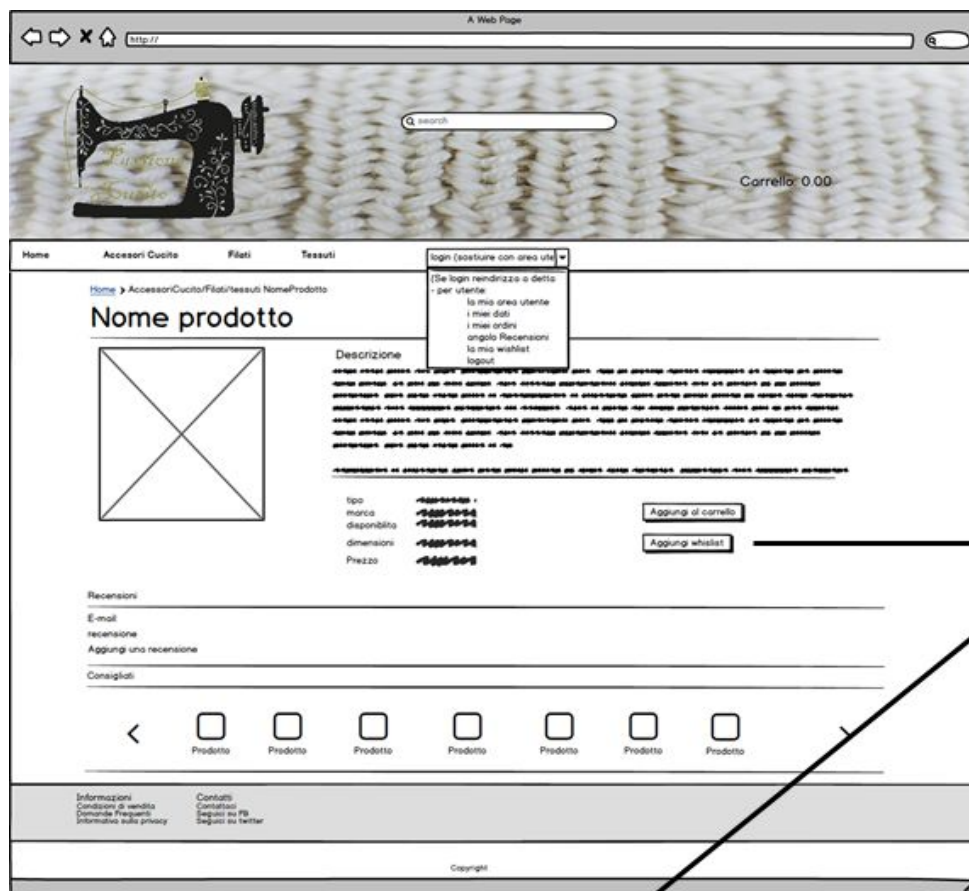 A Web Page
http://
search
Carrello: 0.00
Home Accesori Cucito Filati Tessuti login (sostiuire con area ute
(Se login reindirizzo a detta
- per utente:
la mia area utente
i miei dati
i miei ordini
angolo Recensioni
la mia wishlist
logout
Home > AccessoriCucito/Filati/tessuti NomeProdotto
Nome prodotto
Descrizione
tipo
marca
disponiblita
dimensioni
Prezzo
Aggiungi al carrello
Aggiungi whislist
Recensioni
E-mail
recensione
Aggiungi una recensione
Consigliati
Prodotto Prodotto Prodotto Prodotto Prodotto Prodotto Prodotto
Informazioni
Condizioni di vendita
Domande Frequenti
Informativa sulla privacy
Contatti
Contattaci
Seguici su FB
Seguici su twitter
Copyright